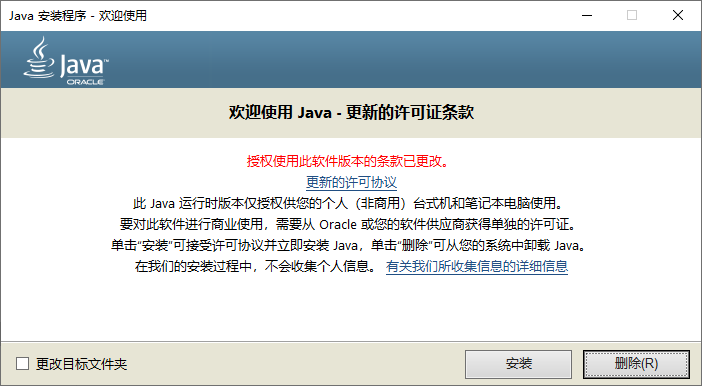 Java 安装程序 - 欢迎使用
Java™
ORACLE
欢迎使用 Java - 更新的许可证条款
授权使用此软件版本的条款已更改。
更新的许可协议
此 Java 运行时版本仅授权供您的个人（非商用）台式机和笔记本电脑使用。
要对此软件进行商业使用，需要从 Oracle 或您的软件供应商获得单独的许可证。
单击“安装”可接受许可协议并立即安装 Java，单击“删除”可从您的系统中卸载 Java。
在我们的安装过程中，不会收集个人信息。 有关我们所收集信息的详细信息
更改目标文件夹
安装
删除(R)